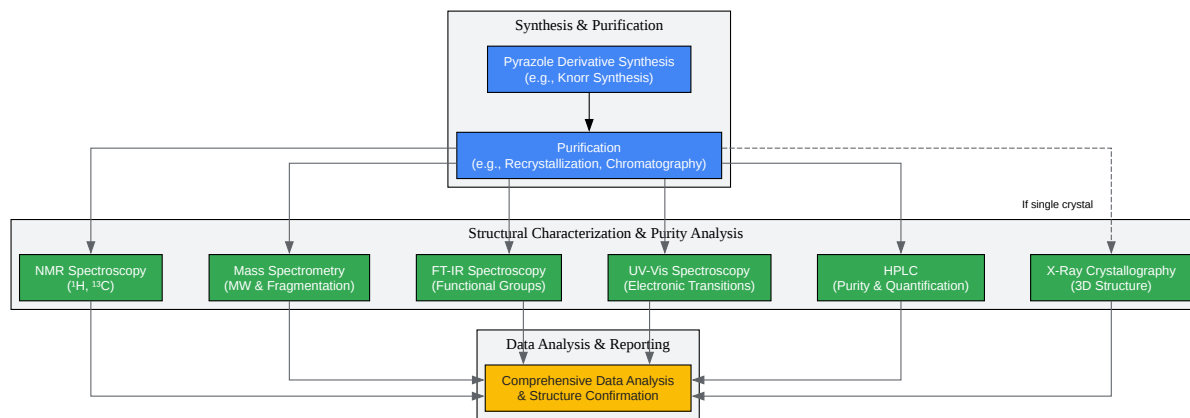 Synthesis & Purification
Pyrazole Derivative Synthesis
(e.g., Knorr Synthesis)
Purification
(e.g., Recrystallization, Chromatography)
If single crystal
Structural Characterization & Purity Analysis
NMR Spectroscopy
(¹H, ¹³C)
Mass Spectrometry
(MW & Fragmentation)
FT-IR Spectroscopy
(Functional Groups)
UV-Vis Spectroscopy
(Electronic Transitions)
HPLC
(Purity & Quantification)
X-Ray Crystallography
(3D Structure)
Data Analysis & Reporting
Comprehensive Data Analysis
& Structure Confirmation